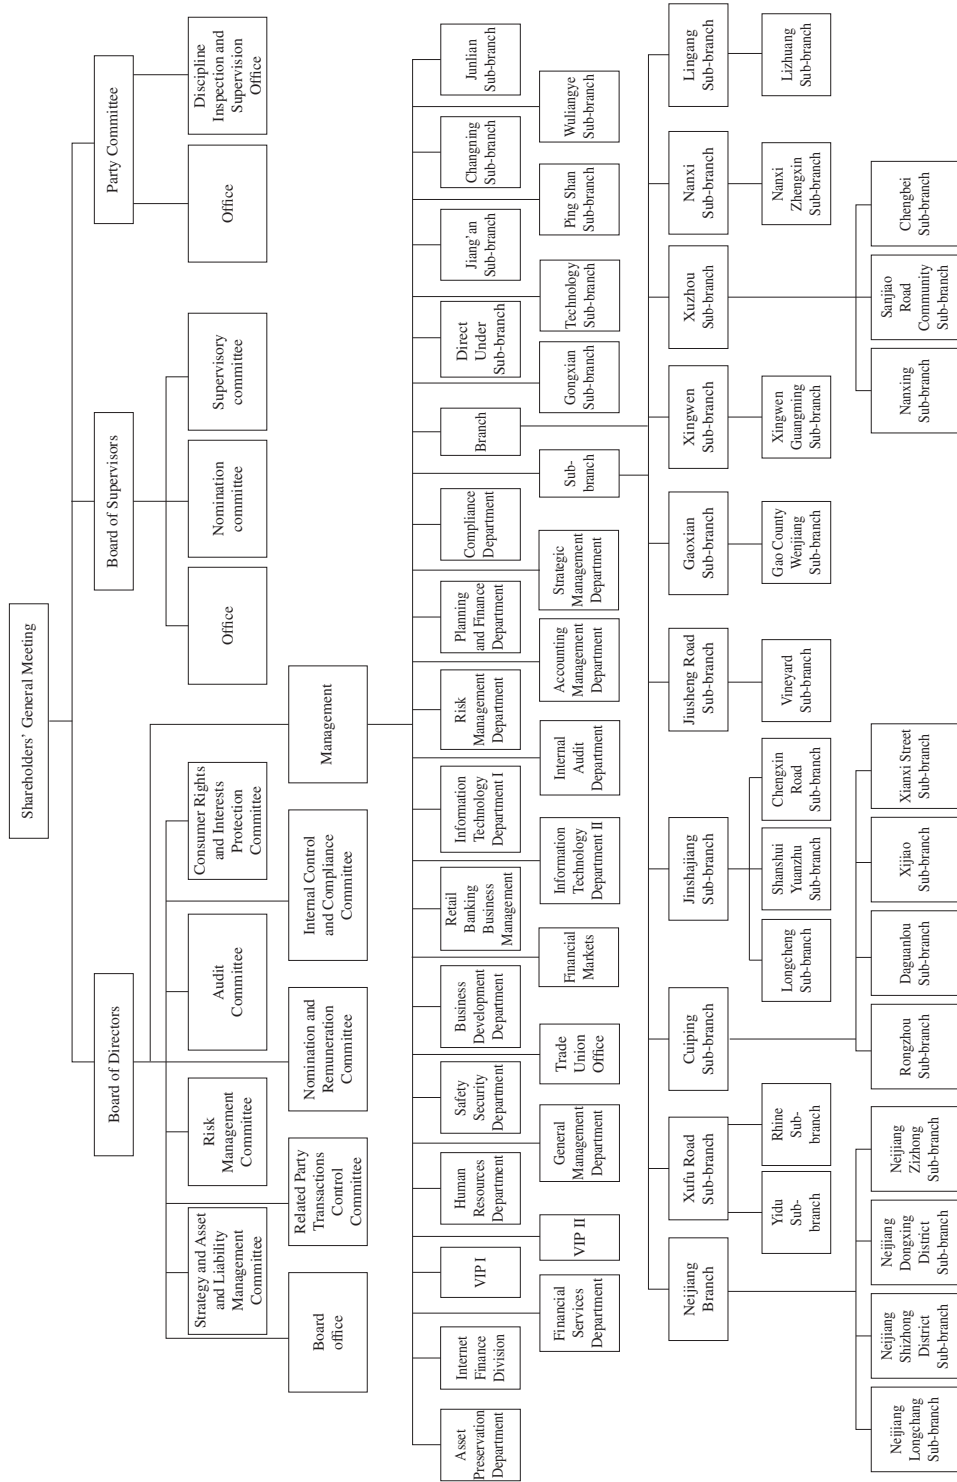 Shareholders' General Meeting
Board of Directors
Board of Supervisors
Party Committee
Strategy and Asset
and Liability
Management
Committee
Risk
Management
Committee
Audit
Committee
Consumer Rights
and Interests
Protection
Committee
Office
Nomination
committee
Supervisory
committee
Office
Discipline
Inspection and
Supervision
Office
Board
office
Related Party
Transactions
Control
Committee
Nomination and
Remuneration
Committee
Internal Control
and Compliance
Committee
Management
Asset
Preservation
Department
Internet
Finance
Division
VIP I
Human
Resources
Department
Safety
Security
Department
Business
Development
Department
Retail
Banking
Business
Management
Information
Technology
Department I
Risk
Management
Department
Planning
and Finance
Department
Compliance
Department
Branch
Direct
Under
Sub-branch
Jiang'an
Sub-branch
Changning
Sub-branch
Junlian
Sub-branch
Financial
Services
Department
VIP II
General
Management
Department
Trade
Union
Office
Financial
Markets
Information
Technology
Department II
Internal
Audit
Department
Accounting
Management
Department
Strategic
Management
Department
Sub-
branch
Gongxian
Sub-branch
Technology
Sub-branch
Ping Shan
Sub-branch
Wuliangye
Sub-branch
Neijiang
Branch
Xufu Road
Sub-branch
Cuiping
Sub-branch
Jinshajiang
Sub-branch
Jiusheng Road
Sub-branch
Gaoxian
Sub-branch
Xingwen
Sub-branch
Xuzhou
Sub-branch
Nanxi
Sub-branch
Lingang
Sub-branch
Yidu
Sub-
branch
Rhine
Sub-
branch
Longcheng
Sub-branch
Shanshui
Yuanzhu
Sub-branch
Chengxin
Road
Sub-branch
Vineyard
Sub-branch
Gao County
Wenjiang
Sub-branch
Xingwen
Guangming
Sub-branch
Nanxi
Zhengxin
Sub-branch
Lizhuang
Sub-branch
Neijiang
Longchang
Sub-branch
Neijiang
Shizhong
District
Sub-branch
Neijiang
Dongxing
District
Sub-branch
Neijiang
Zizhong
Sub-branch
Rongzhou
Sub-branch
Daguanlou
Sub-branch
Xijiao
Sub-branch
Xianxi Street
Sub-branch
Nanxing
Sub-branch
Sanjiao
Road
Community
Sub-branch
Chengbei
Sub-branch